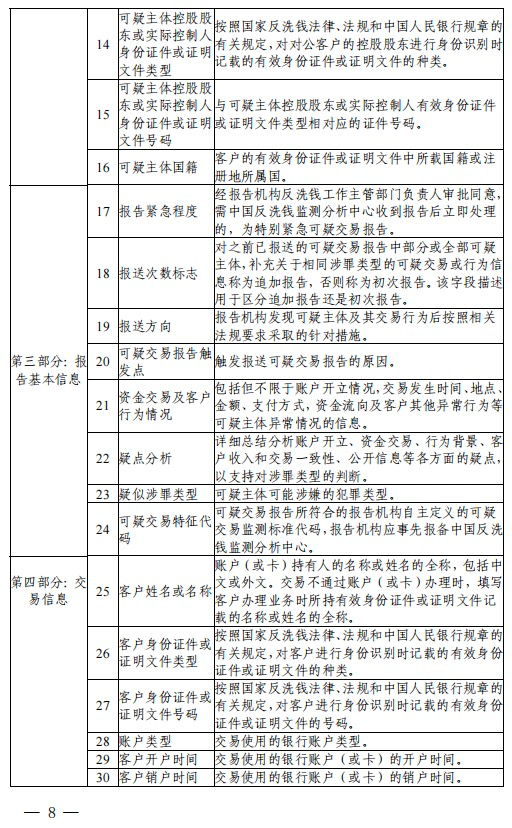 14
可疑主体控股股
东或实际控制人
身份证件或证明
文件类型
按照国家反洗钱法律、法规和中国人民银行规章的
有关规定，对对公客户的控股股东进行身份识别时
记载的有效身份证件或证明文件的种类。
15
可疑主体控股股
东或实际控制人
身份证件或证明
文件号码
与可疑主体控股股东或实际控制人有效身份证件
或证明文件类型相对应的证件号码。
16
可疑主体国籍
客户的有效身份证件或证明文件中所载国籍或注
册地所属国。
第三部分：报
告基本信息
17
报告紧急程度
经报告机构反洗钱工作主管部门负责人审批同意，
需中国反洗钱监测分析中心收到报告后立即处理
的，为特别紧急可疑交易报告。
18
报送次数标志
对之前已报送的可疑交易报告中部分或全部可疑
主体，补充关于相同涉罪类型的可疑交易或行为信
息称为追加报告，否则称为初次报告。该字段描述
用于区分追加报告还是初次报告。
19
报送方向
报告机构发现可疑主体及其交易行为后按照相关
法规要求采取的针对措施。
20
可疑交易报告触
发点
触发报送可疑交易报告的原因。
21
资金交易及客户
行为情况
包括但不限于账户开立情况，交易发生时间、地点、
金额、支付方式，资金流向及客户其他异常行为等
可疑主体异常情况的信息。
22
疑点分析
详细总结分析账户开立、资金交易、行为背景、客
户收入和交易一致性、公开信息等各方面的疑点，
以支持对涉罪类型的判断。
23
疑似涉罪类型
可疑主体可能涉嫌的犯罪类型。
24
可疑交易特征代
码
可疑交易报告所符合的报告机构自主定义的可疑
交易监测标准代码，报告机构应事先报备中国反洗
钱监测分析中心。
第四部分：交
易信息
25
客户姓名或名称
账户（或卡）持有人的名称或姓名的全称，包括中
文或外文。交易不通过账户（或卡）办理时，填写
客户办理业务时所持有效身份证件或证明文件记
载的名称或姓名的全称。
26
客户身份证件或
证明文件类型
按照国家反洗钱法律、法规和中国人民银行规章的
有关规定，对客户进行身份识别时记载的有效身份
证件或证明文件的种类。
27
客户身份证件或
证明文件号码
按照国家反洗钱法律、法规和中国人民银行规章的
有关规定，对客户进行身份识别时记载的有效身份
证件或证明文件的号码。
28
账户类型
交易使用的银行账户类型。
29
客户开户时间
交易使用的银行账户（或卡）的开户时间。
30
客户销户时间
交易使用的银行账户（或卡）的销户时间。
— 8 —